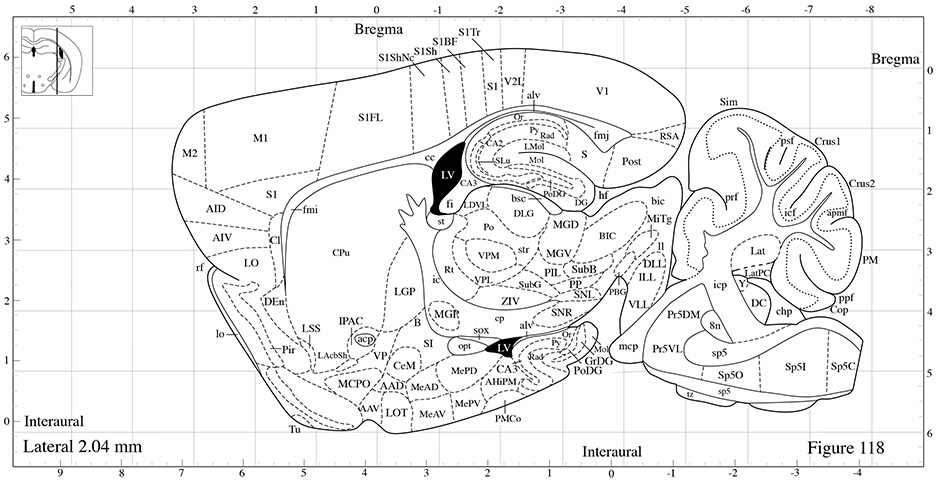 5 4 3 2 1 0 -1 -2 -3 -4 -5 -6 -7 -8
Bregma
S1Tr
S1BF
S1Sh
S1ShNc
Bregma
6
0
S1
V2L
V1
alv
Sim
5
S1FL
Or
Py
Rad
fmj
RSA
1
M1
CA2
LMol
psf
Crus1
M2
cc
SLu
Mol
S
Post
4
LV
CA3
PoDG
DG
hf
prf
Crus2
2
S1
fmi
fi
LDVL
bsc
bic
AID
st
DLG
MGD
MiTg
icf
apmf
3
AIV
Cl
CPu
Po
str
BIC
ll
Lat
PM
3
LO
VPM
MGV
DLL
rf
Rt
PIL
SubB
ILL
LatPC
ic
VPL
SubG
PP
PBG
icp
Y
LGP
SNL
VLL
DC
ppf
2
DEn
ZIV
chp
Cop
4
MGP
cp
SNR
Pr5DM
lo
LSS
IPAC
B
sox
alv
8n
acp
SI
opt
LV
Or
Py
Mol
mcp
Pr5VL
sp5
1
Pir
LAcbSh
VP
CeM
Rad
GrDG
MePD
CA3
PoDG
Sp5O
Sp5I
Sp5C
5
MCPO
AAD
MeAD
AHiPM
sp5
tz
AAV
LOT
MeAV
MePV
PMCo
0
Interaural
Tu
6
Lateral 2.04 mm
Interaural
Figure 118
9 8 7 6 5 4 3 2 1 0 -1 -2 -3 -4